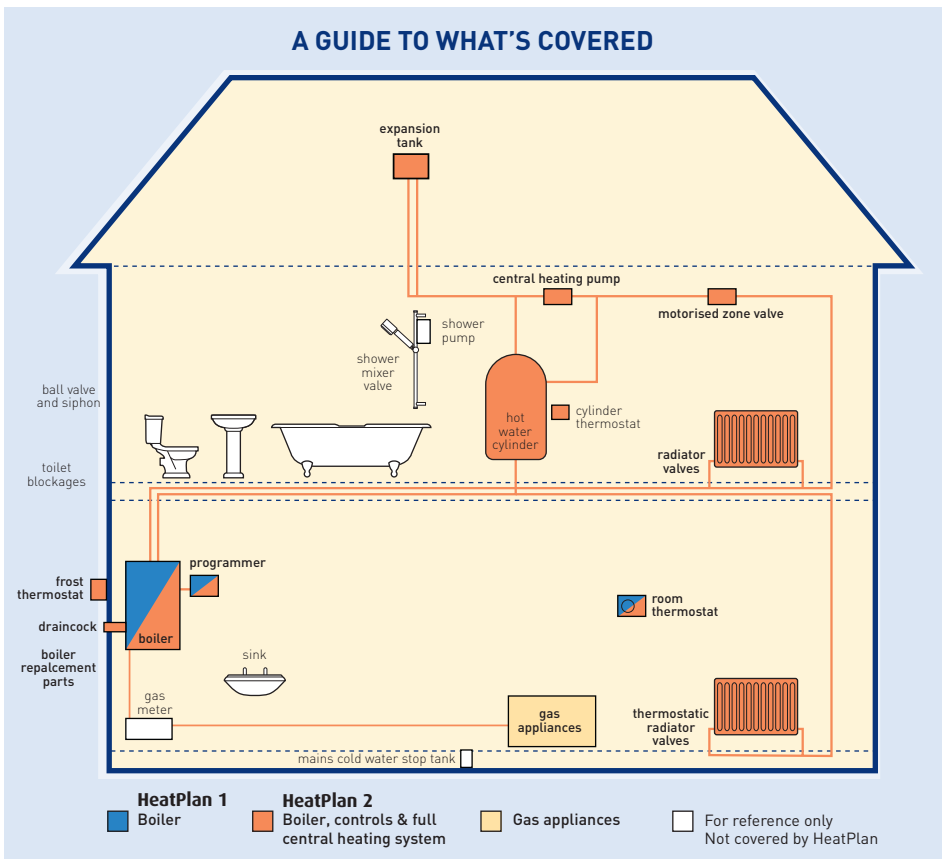 A GUIDE TO WHAT'S COVERED
expansion
tank
central heating pump
motorised zone valve
shower
pump
shower
mixer
valve
ball valve
and siphon
hot
water
cylinder
cylinder
thermostat
radiator
valves
toilet
blockages
programmer
frost
thermostat
room
thermostat
draincock
boiler
boiler
repalcement
parts
sink
gas
meter
gas
appliances
thermostatic
radiator
valves
mains cold water stop tank
HeatPlan 1
Boiler
HeatPlan 2
Boiler, controls & full
central heating system
Gas appliances
For reference only
Not covered by HeatPlan